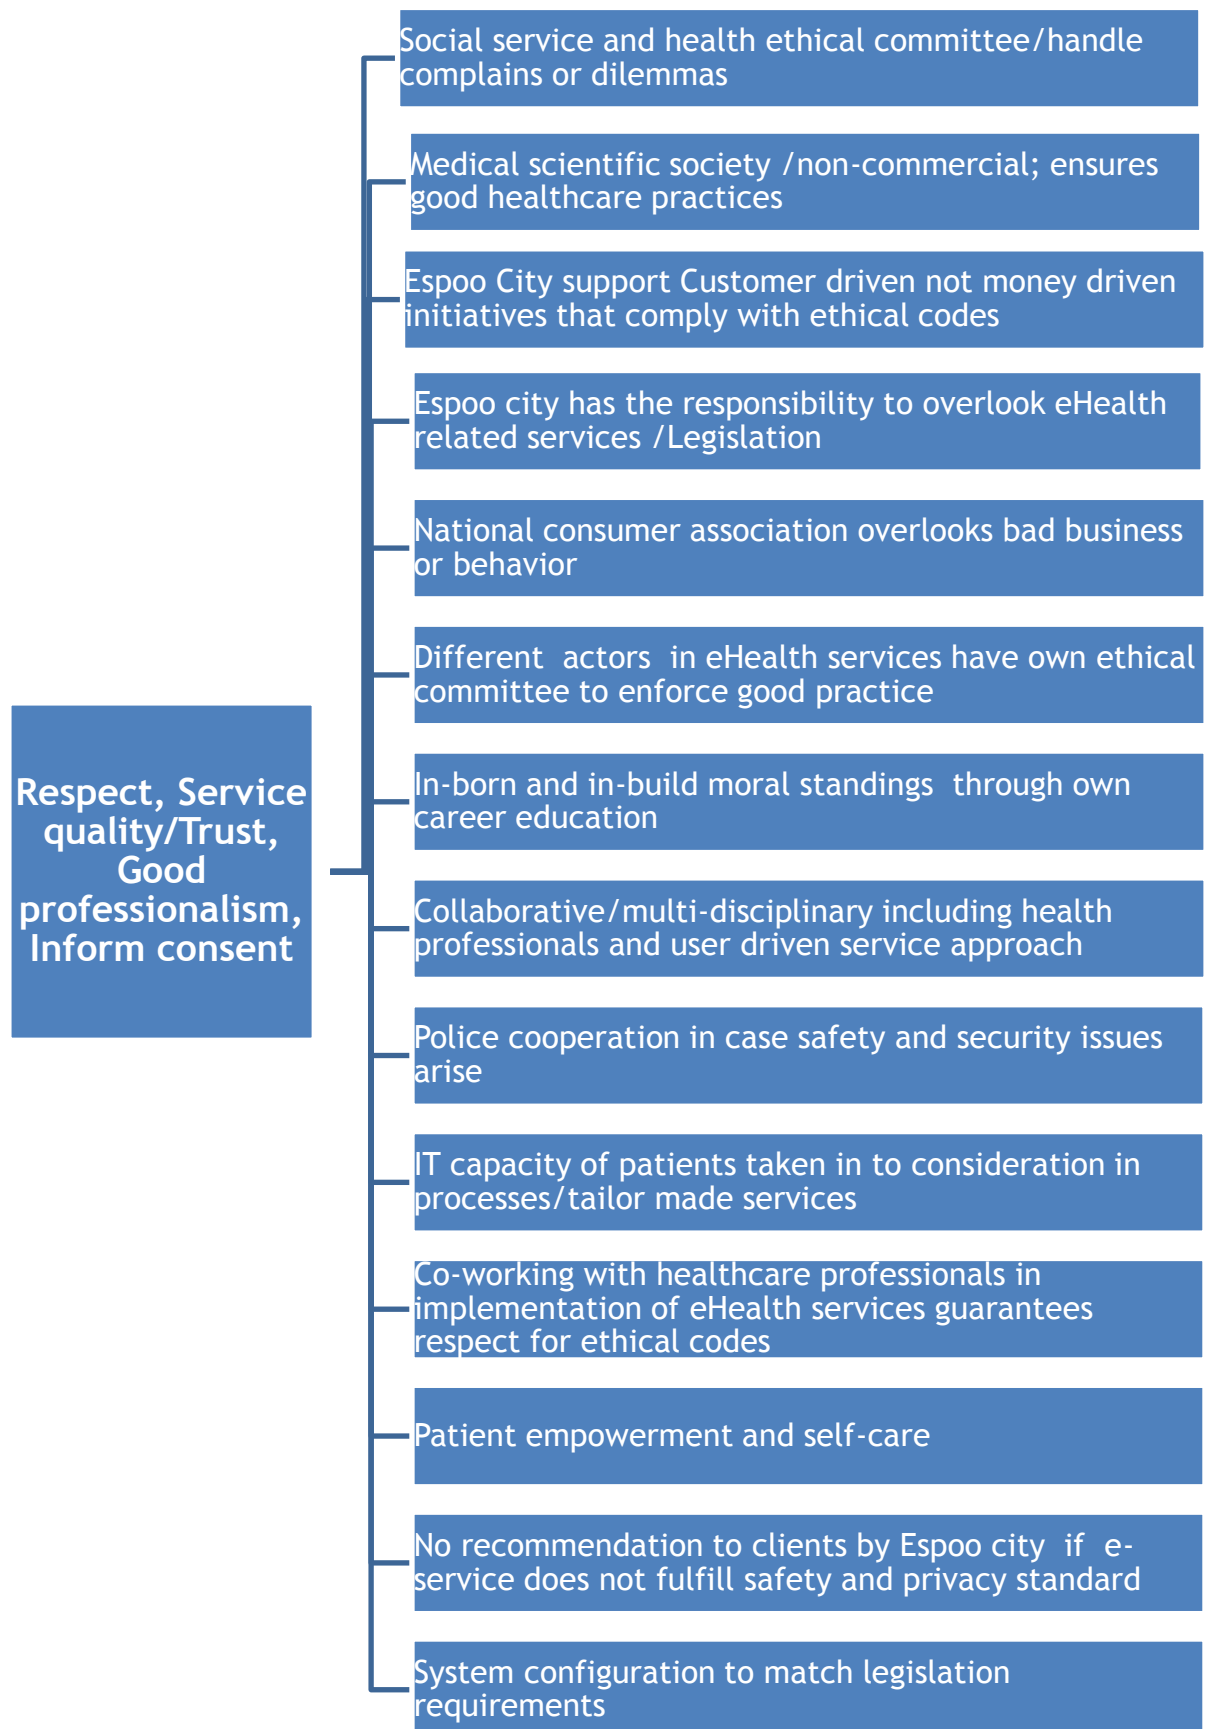 Social service and health ethical committee/handle
complains or dilemmas
Medical scientific society /non-commercial; ensures
good healthcare practices
Espoo City support Customer driven not money driven
initiatives that comply with ethical codes
Espoo city has the responsibility to overlook eHealth
related services /Legislation
National consumer association overlooks bad business
or behavior
Different  actors  in eHealth services have own ethical
committee to enforce good practice
Respect, Service
quality/Trust,
Good
professionalism,
Inform consent
In-born and in-build moral standings  through own
career education
Collaborative/multi-disciplinary including health
professionals and user driven service approach
Police cooperation in case safety and security issues
arise
IT capacity of patients taken in to consideration in
processes/tailor made services
Co-working with healthcare professionals in
implementation of eHealth services guarantees
respect for ethical codes
Patient empowerment and self-care
No recommendation to clients by Espoo city  if  e-
service does not fulfill safety and privacy standard
System configuration to match legislation
requirements